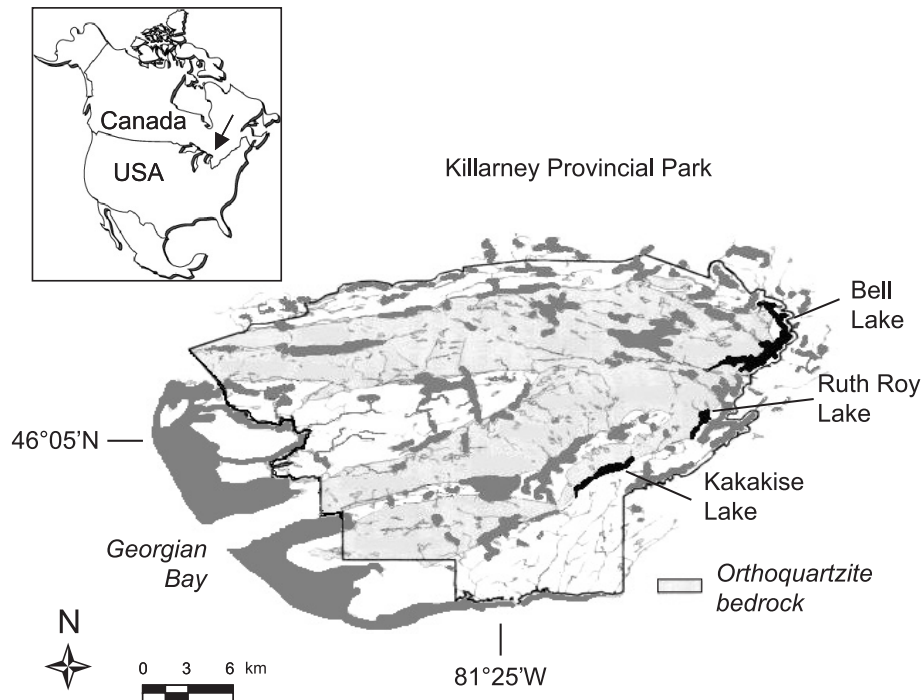 Canada
USA
Killarney Provincial Park
Bell
Lake
Ruth Roy
Lake
46°05'N
Kakakise
Lake
Georgian
Bay
Orthoquartzite
bedrock
N
0 3 6 km
81°25'W